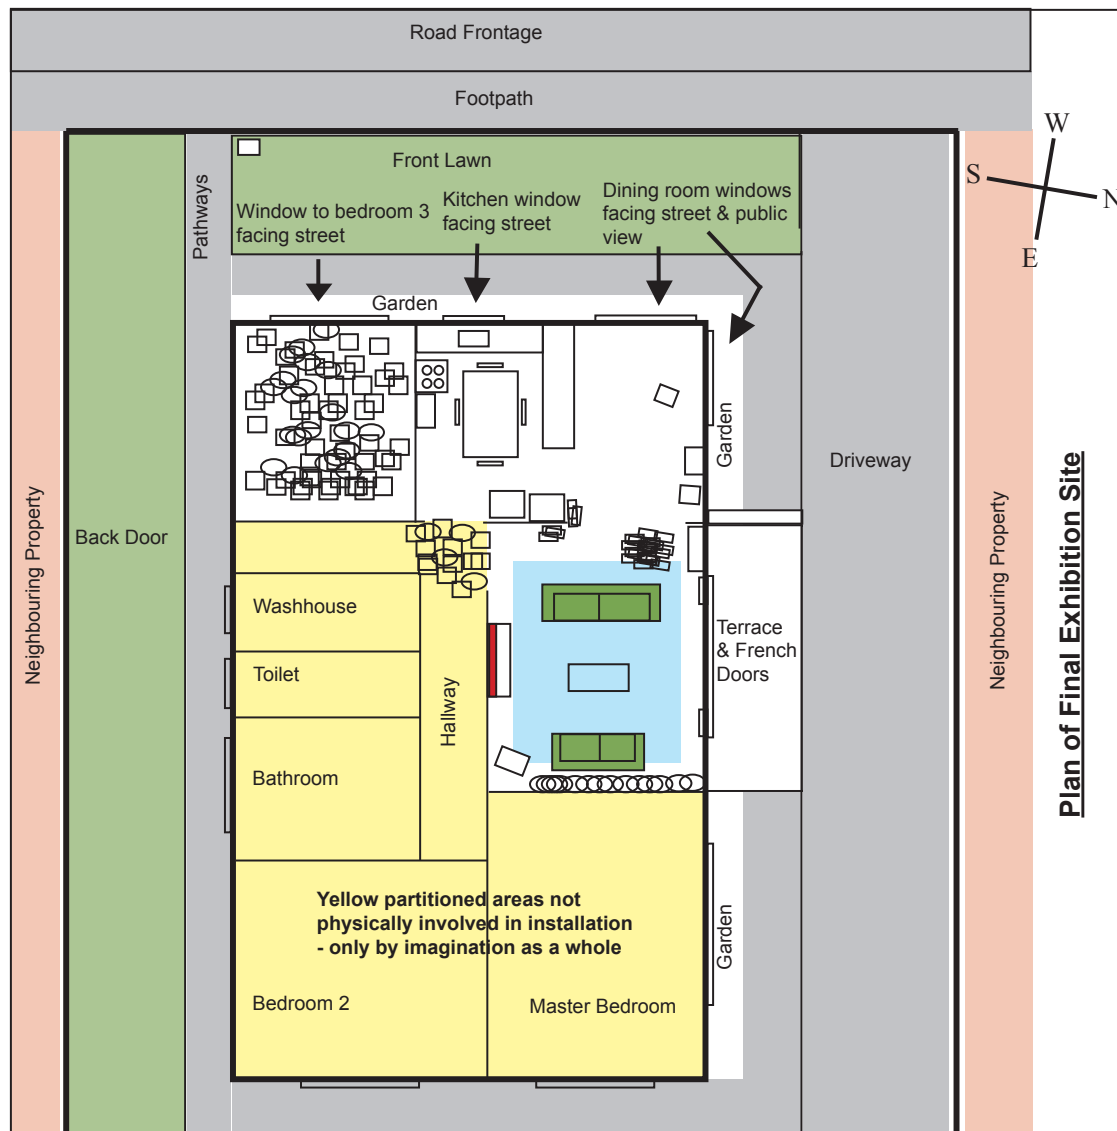 Road Frontage
Footpath
W
S
N
E
Front Lawn
Pathways
Window to bedroom 3
facing street
Kitchen window
facing street
Dining room windows
facing street & public
view
Garden
Garden
Driveway
Neighbouring Property
Back Door
Neighbouring Property
Plan of Final Exhibition Site
Washhouse
Toilet
Hallway
Terrace
& French
Doors
Bathroom
Yellow partitioned areas not
physically involved in installation
- only by imagination as a whole
Garden
Bedroom 2
Master Bedroom